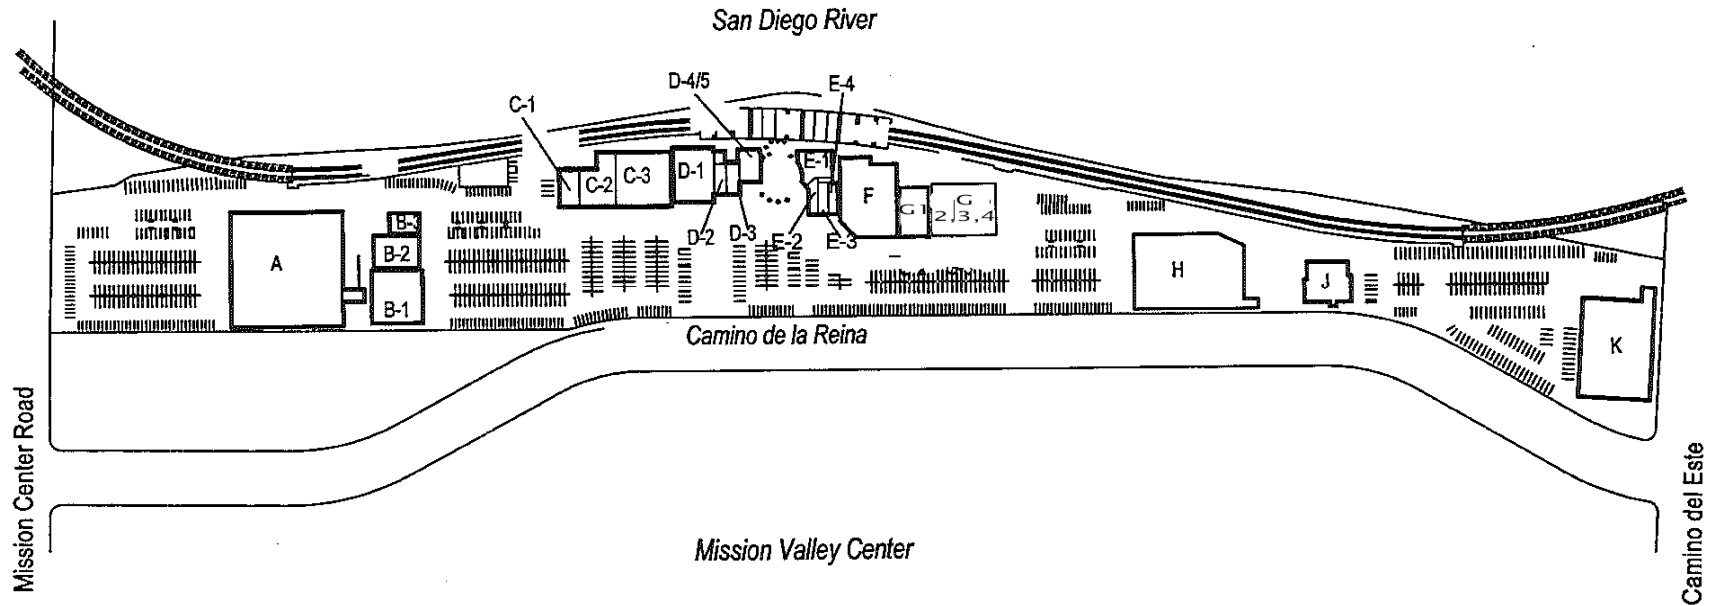 San Diego River
D-4/5
E-4
C-1
E-1
C-3
D-1
C-2
F
G 1
G
2, 3, 4
B-3
D-2
D-3
E-2
E-3
B-2
A
H
J
B-1
Camino de la Reina
K
Mission Center Road
Camino del Este
Mission Valley Center